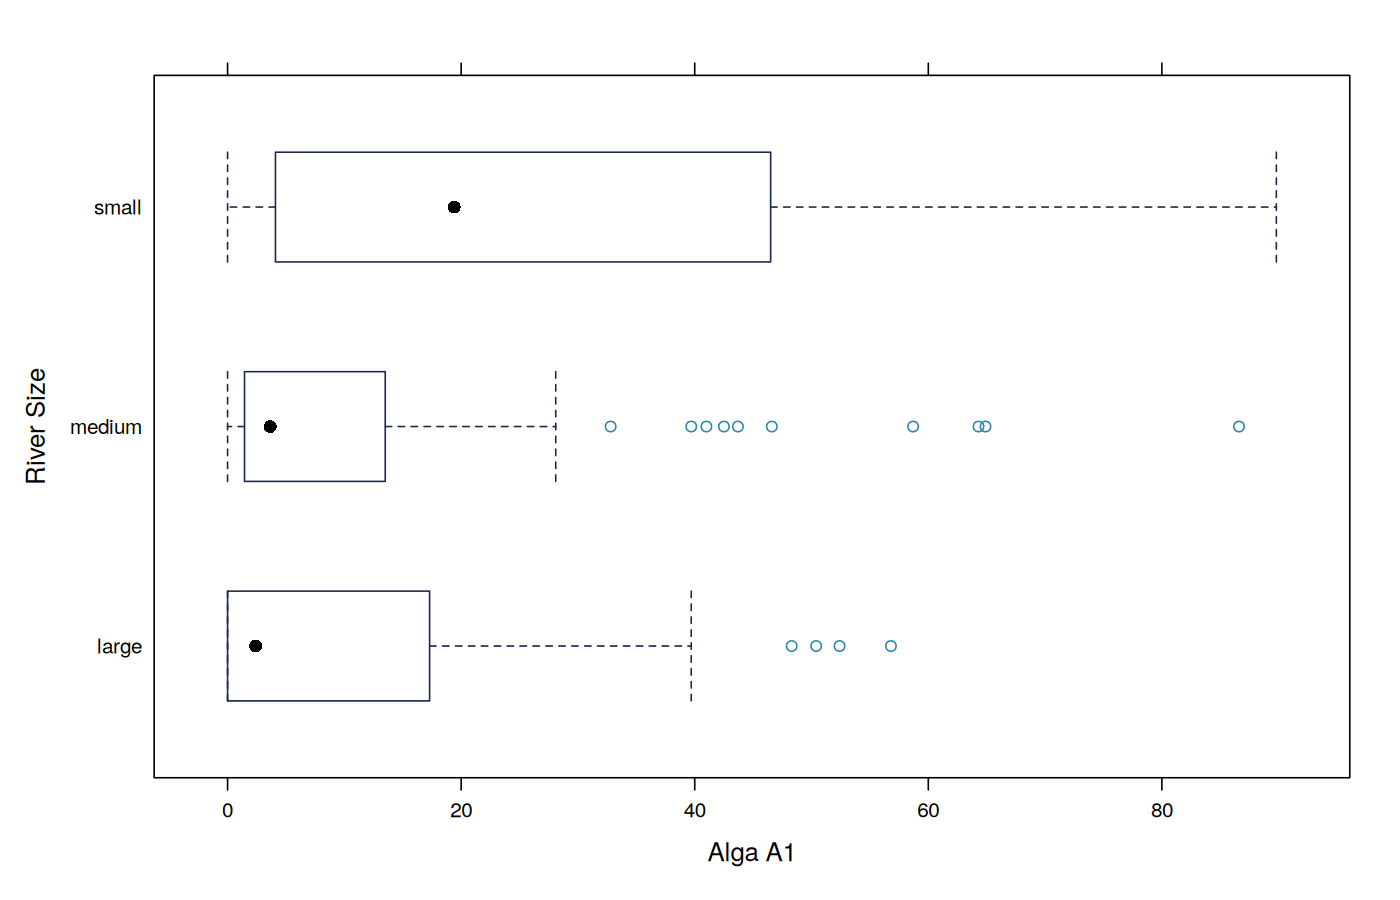 small
medium
large
River Size
0 20 40 60 80
Alga A1